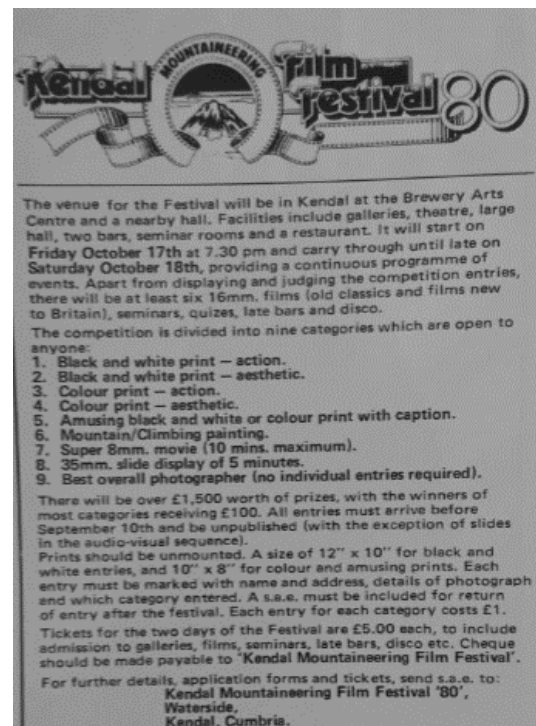 Kendal
MOUNTAINEERING
Film
Festival 80
The venue for the Festival will be in Kendal at the Brewery Arts
Centre and a nearby hall. Facilities include galleries, theatre, large
hall, two bars, seminar rooms and a restaurant. It will start on
Friday October 17th at 7.30 pm and carry through until late on
Saturday October 18th, providing a continuous programme of
events. Apart from displaying and judging the competition entries,
there will be at least six 16mm. films (old classics and films new
to Britain), seminars, quizes, late bars and disco.
The competition is divided into nine categories which are open to
anyone:
1. Black and white print — action.
2. Black and white print — aesthetic.
3. Colour print — action.
4. Colour print — aesthetic.
5. Amusing black and white or colour print with caption.
6. Mountain/Climbing painting.
7. Super 8mm. movie (10 mins. maximum).
8. 35mm. slide display of 5 minutes.
9. Best overall photographer (no individual entries required).
There will be over £1,500 worth of prizes, with the winners of
most categories receiving £100. All entries must arrive before
September 10th and be unpublished (with the exception of slides
in the audio-visual sequence).
Prints should be unmounted. A size of 12" x 10" for black and
white entries, and 10" x 8" for colour and amusing prints. Each
entry must be marked with name and address, details of photograph
and which category entered. A s.a.e. must be included for return
of entry after the festival. Each entry for each category costs £1.
Tickets for the two days of the Festival are £5.00 each, to include
admission to galleries, films, seminars, late bars, disco etc. Cheque
should be made payable to 'Kendal Mountaineering Film Festival'.
For further details, application forms and tickets, send s.a.e. to:
Kendal Mountaineering Film Festival '80',
Waterside,
Kendal, Cumbria.